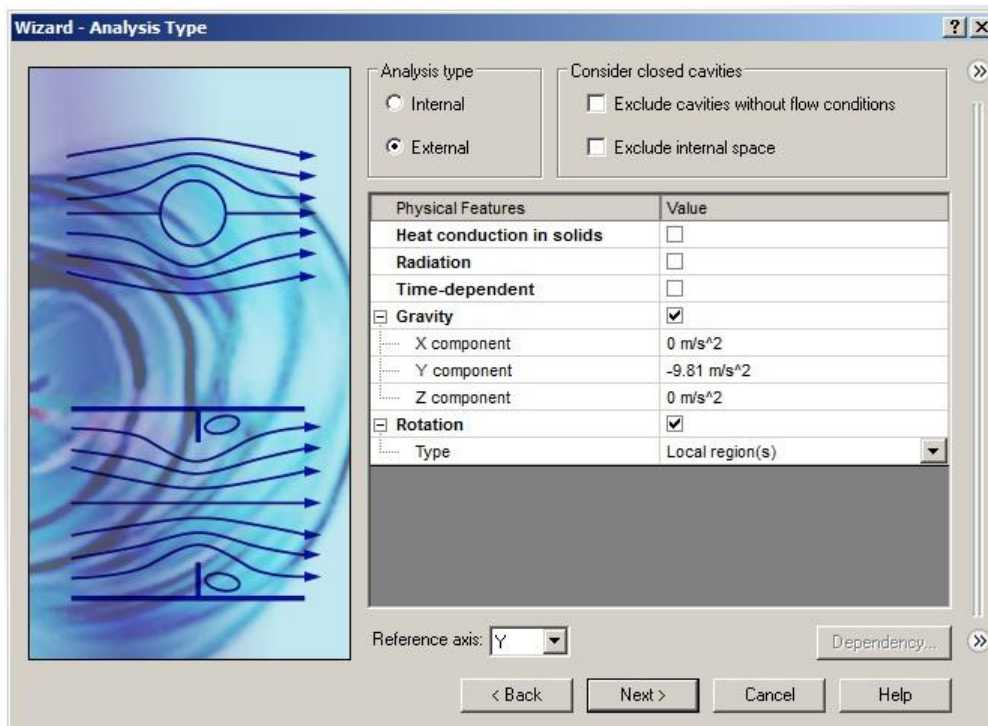 Wizard - Analysis Type
Analysis type
Internal
External
Consider closed cavities
Exclude cavities without flow conditions
Exclude internal space
Physical Features Value
Heat conduction in solids
Radiation
Time-dependent
Gravity
X component 0 m/s^2
Y component -9.81 m/s^2
Z component 0 m/s^2
Rotation
Type Local region(s)
Reference axis: Y Dependency...
< Back Next > Cancel Help